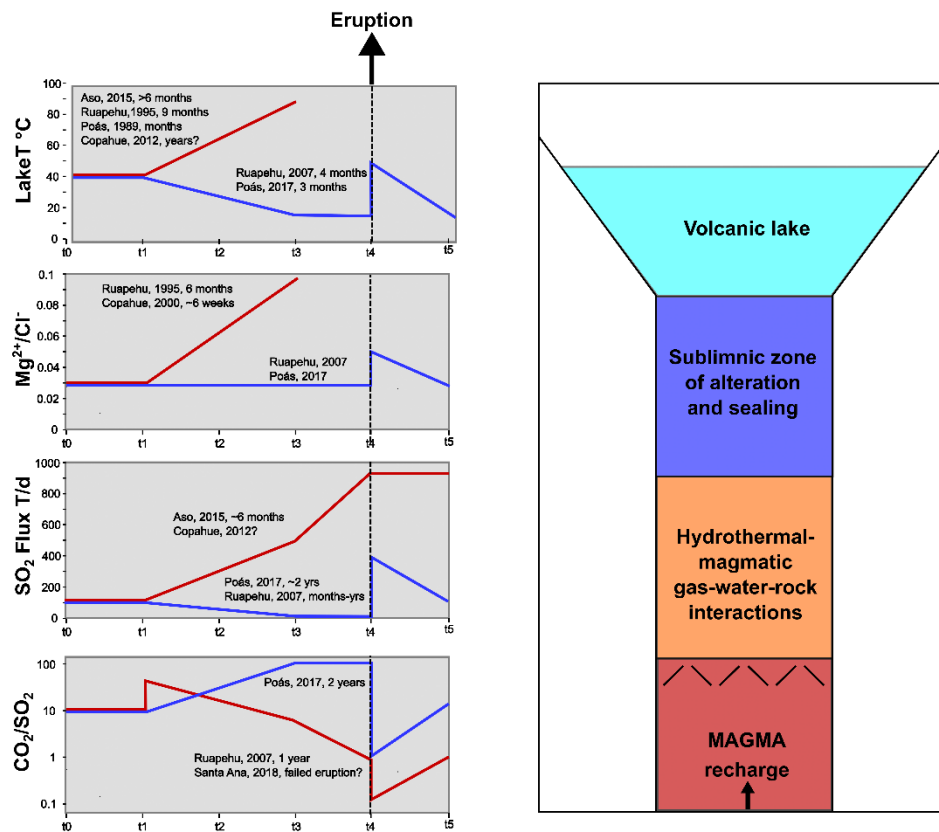 Eruption
LakeT °C
100
80
60
40
20
0
Aso, 2015, >6 months
Ruapehu,1995, 9 months
Poás, 1989, months
Copahue, 2012, years?
Ruapehu, 2007, 4 months
Poás, 2017, 3 months
t0 t1 t2 t3 t4 t5
Mg²⁺/Cl⁻
0.1
0.08
0.06
0.04
0.02
0
Ruapehu, 1995, 6 months
Copahue, 2000, ~6 weeks
Ruapehu, 2007
Poás, 2017
t0 t1 t2 t3 t4 t5
SO₂ Flux T/d
1000
800
600
400
200
0
Aso, 2015, ~6 months
Copahue, 2012?
Poás, 2017, ~2 yrs
Ruapehu, 2007, months-yrs
t0 t1 t2 t3 t4 t5
CO₂/SO₂
100
10
1
0.1
Poás, 2017, 2 years
Ruapehu, 2007, 1 year
Santa Ana, 2018, failed eruption?
t0 t1 t2 t3 t4 t5
Volcanic lake
Sublimnic zone
of alteration
and sealing
Hydrothermal-
magmatic
gas-water-rock
interactions
MAGMA
recharge